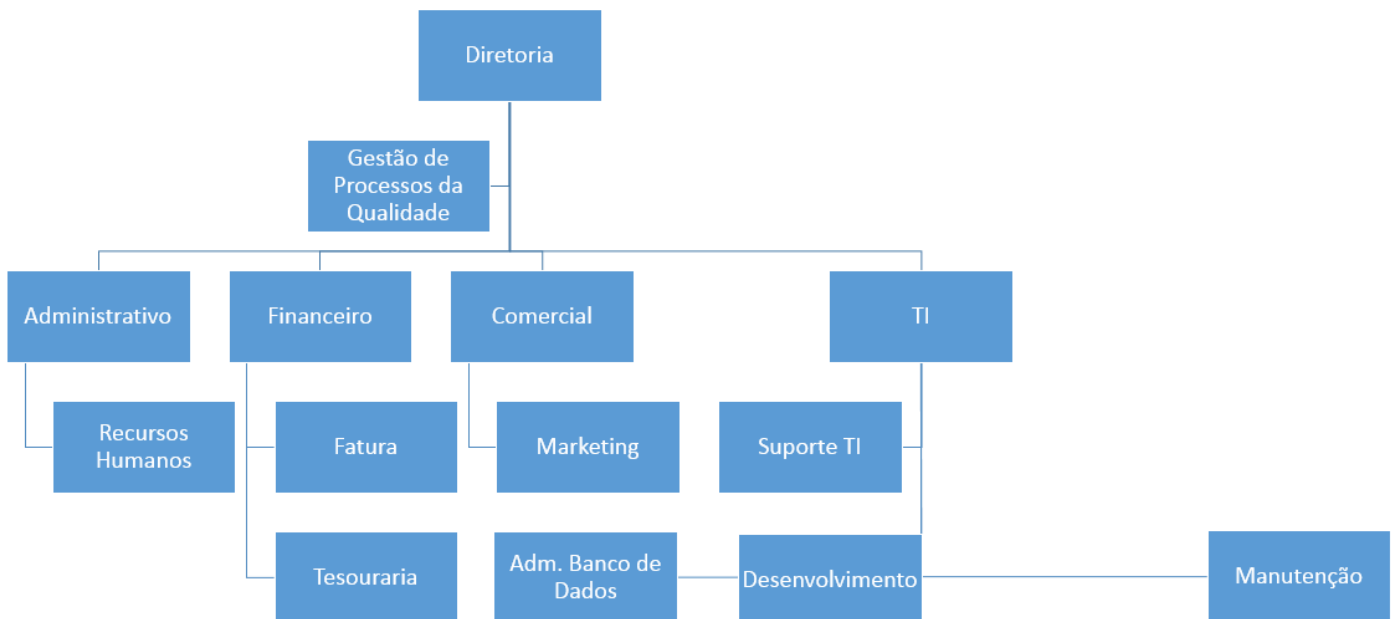 Diretoria
Gestão de
Processos da
Qualidade
Administrativo
Financeiro
Comercial
TI
Recursos
Humanos
Fatura
Marketing
Suporte TI
Tesouraria
Adm. Banco de
Dados
Desenvolvimento
Manutenção